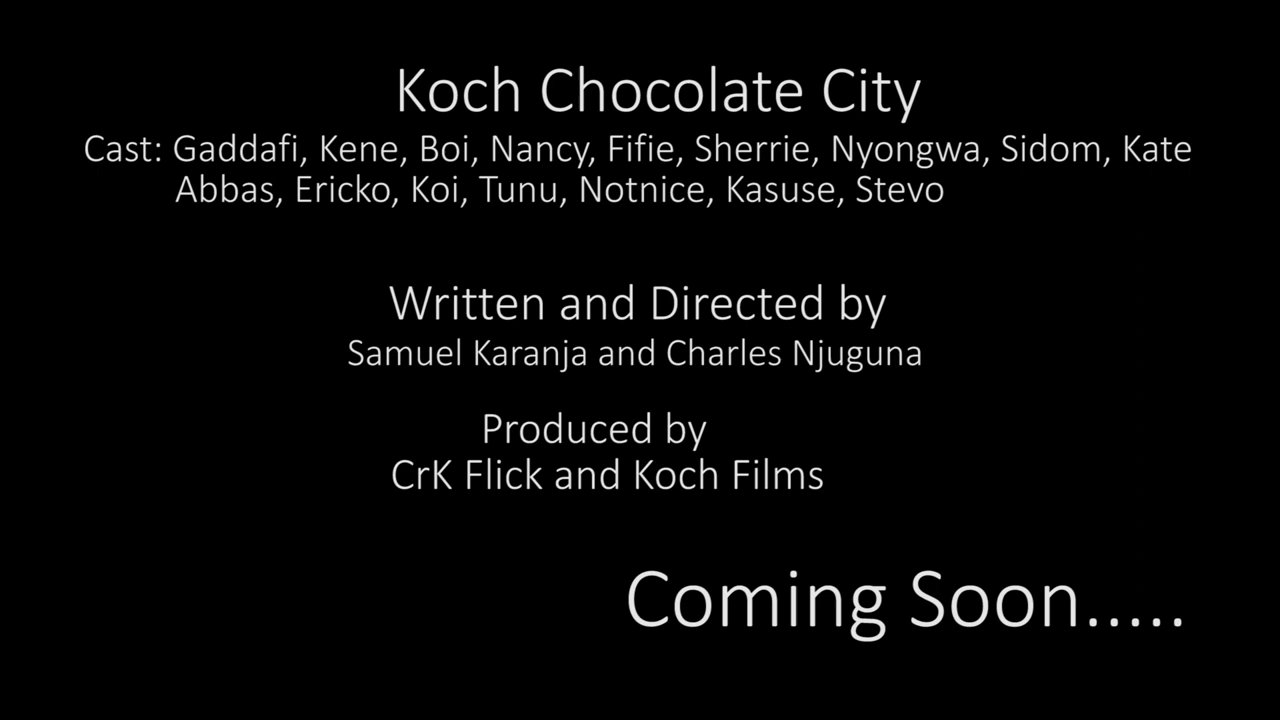 Koch Chocolate City
Cast: Gaddafi, Kene, Boi, Nancy, Fifie, Sherrie, Nyongwa, Sidom, Kate
Abbas, Ericko, Koi, Tunu, Notnice, Kasuse, Stevo
Written and Directed by
Samuel Karanja and Charles Njuguna
Produced by
CrK Flick and Koch Films
Coming Soon.....